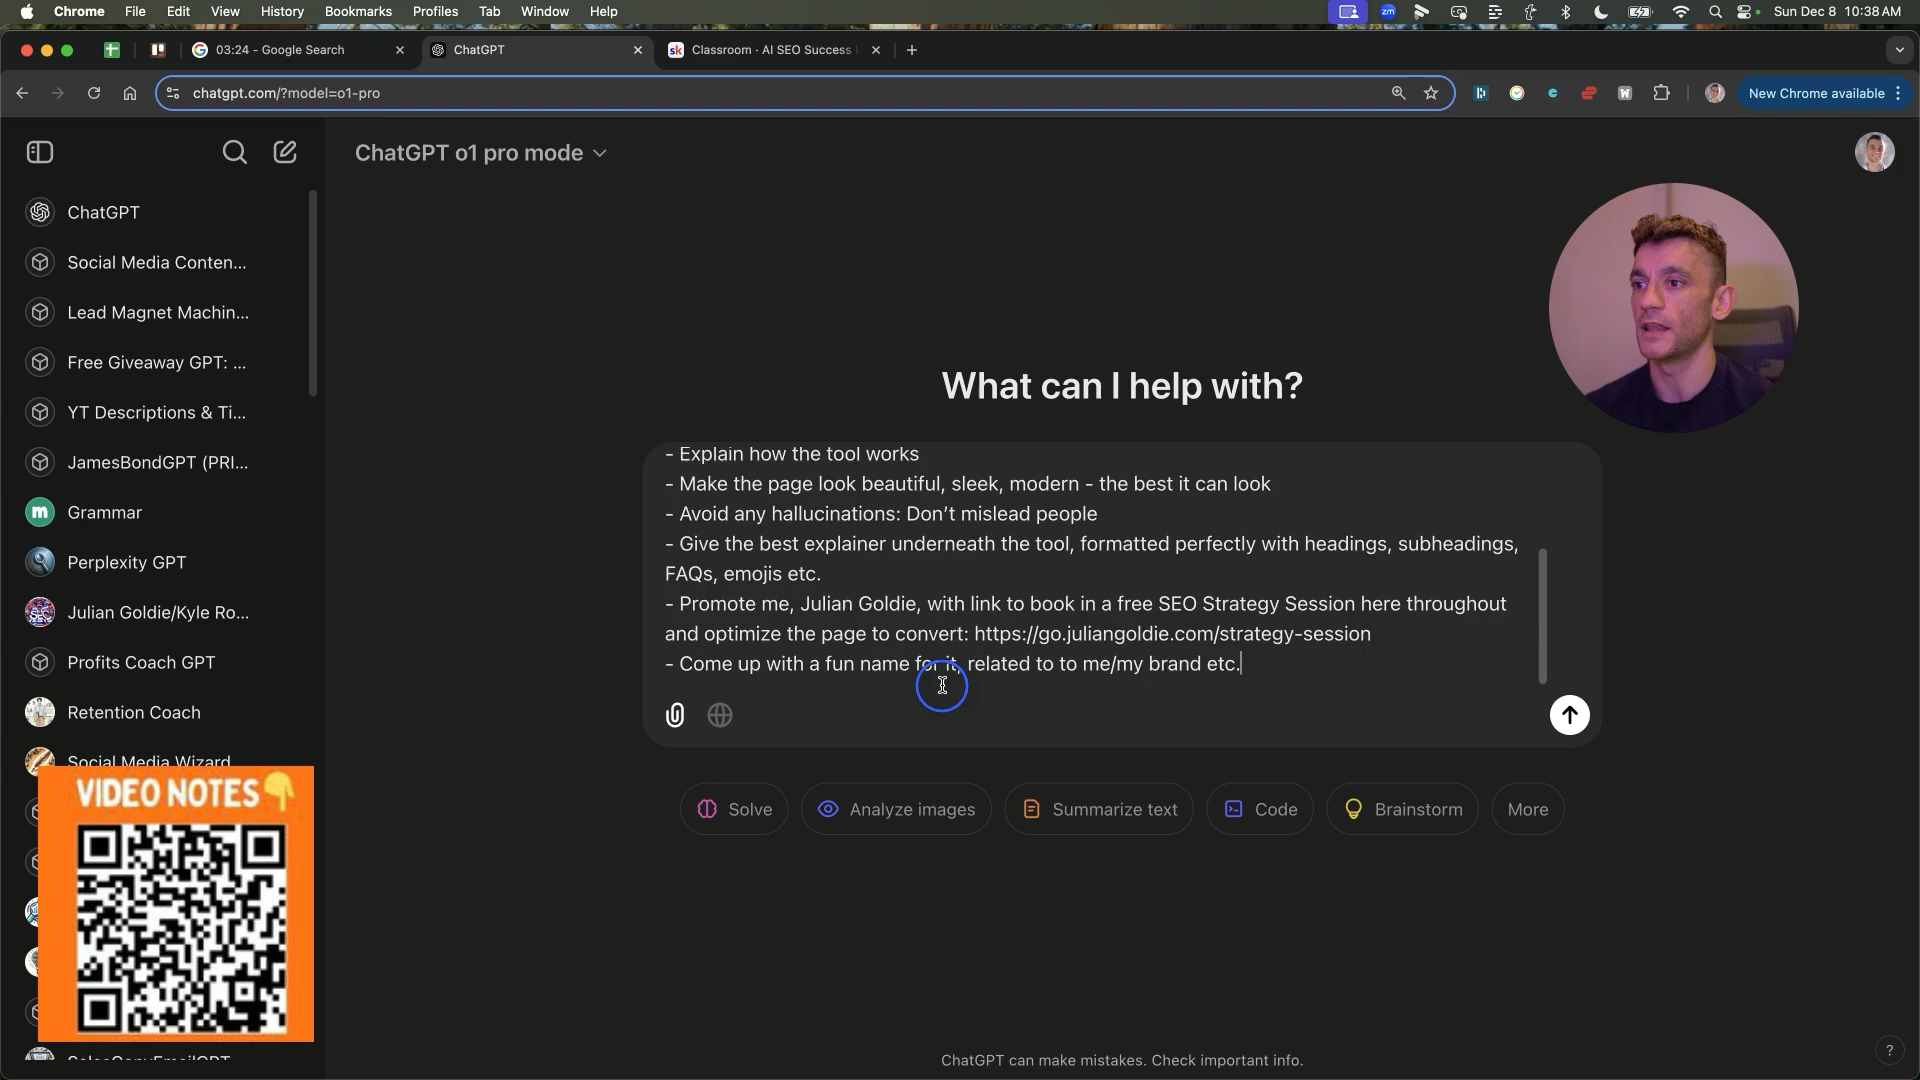 Chrome File Edit View History Bookmarks Profiles Tab Window Help
zm
Sun Dec 8 10:38 AM
03:24 - Google Search
ChatGPT
sk Classroom · AI SEO Success
chatgpt.com/?model=o1-pro
New Chrome available
ChatGPT o1 pro mode
ChatGPT
Social Media Conten...
Lead Magnet Machin...
Free Giveaway GPT: ...
YT Descriptions & Ti...
JamesBondGPT (PRI...
m Grammar
Perplexity GPT
Julian Goldie/Kyle Ro...
Profits Coach GPT
Retention Coach
Social Media Wizard
VIDEO NOTES
SalesCopyEmailGPT
What can I help with?
- Explain how the tool works
- Make the page look beautiful, sleek, modern - the best it can look
- Avoid any hallucinations: Don’t mislead people
- Give the best explainer underneath the tool, formatted perfectly with headings, subheadings,
FAQs, emojis etc.
- Promote me, Julian Goldie, with link to book in a free SEO Strategy Session here throughout
and optimize the page to convert: https://go.juliangoldie.com/strategy-session
- Come up with a fun name for it, related to to me/my brand etc.
Solve
Analyze images
Summarize text
Code
Brainstorm
More
ChatGPT can make mistakes. Check important info.
?